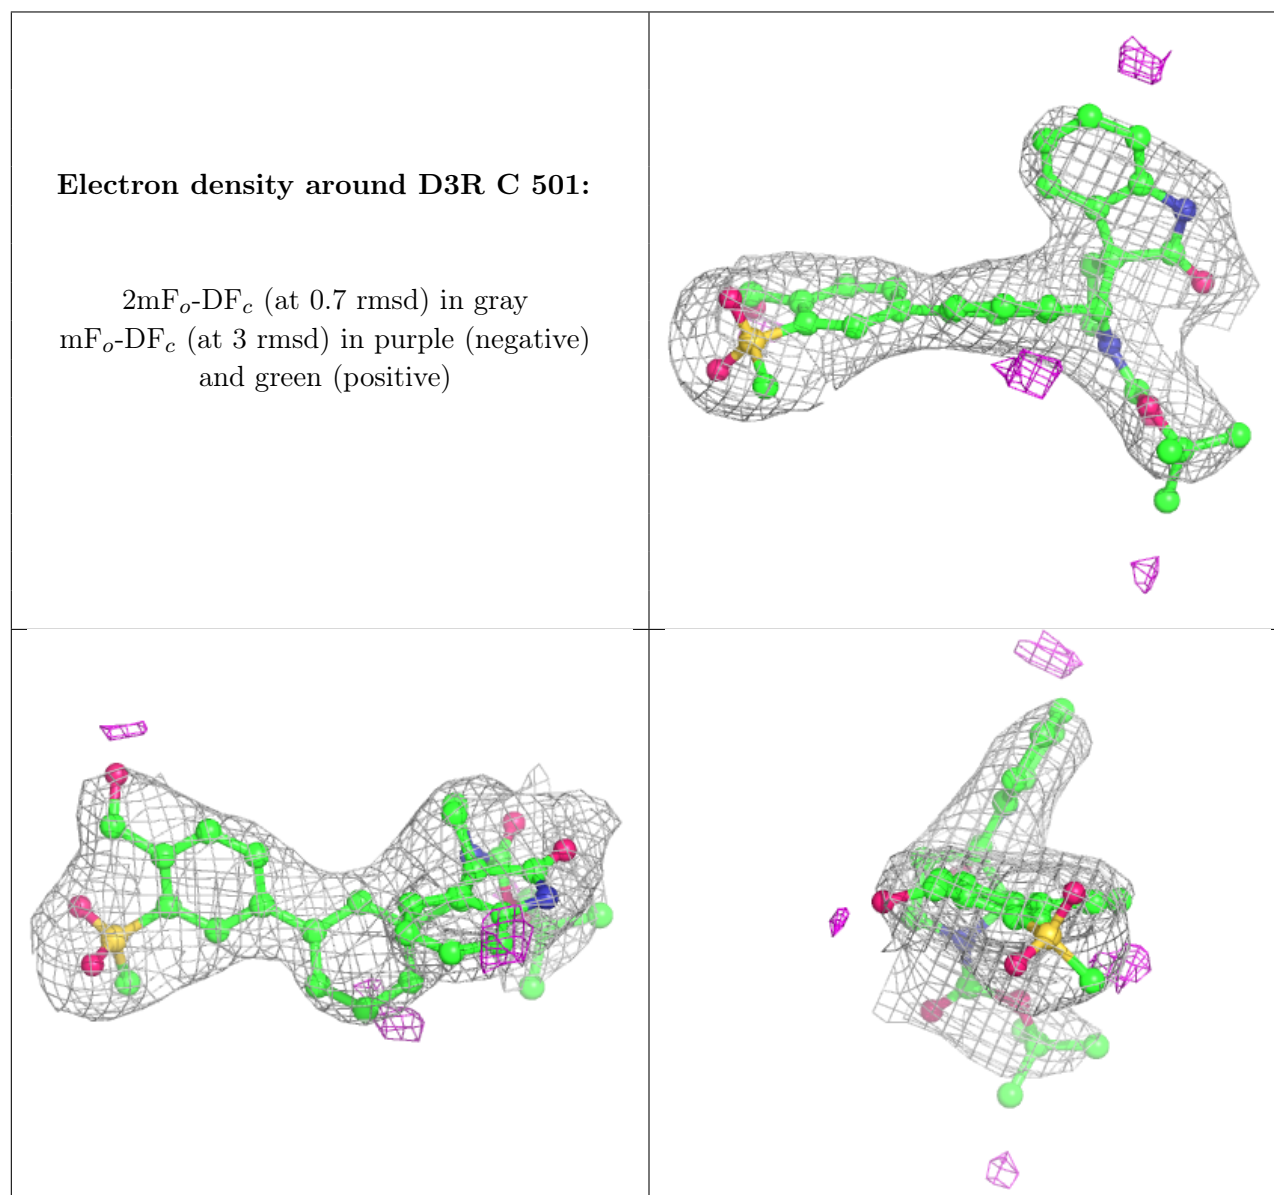 Electron density around D3R C 501:
2mFₒ-DF𝒸 (at 0.7 rmsd) in gray
mFₒ-DF𝒸 (at 3 rmsd) in purple (negative)
and green (positive)